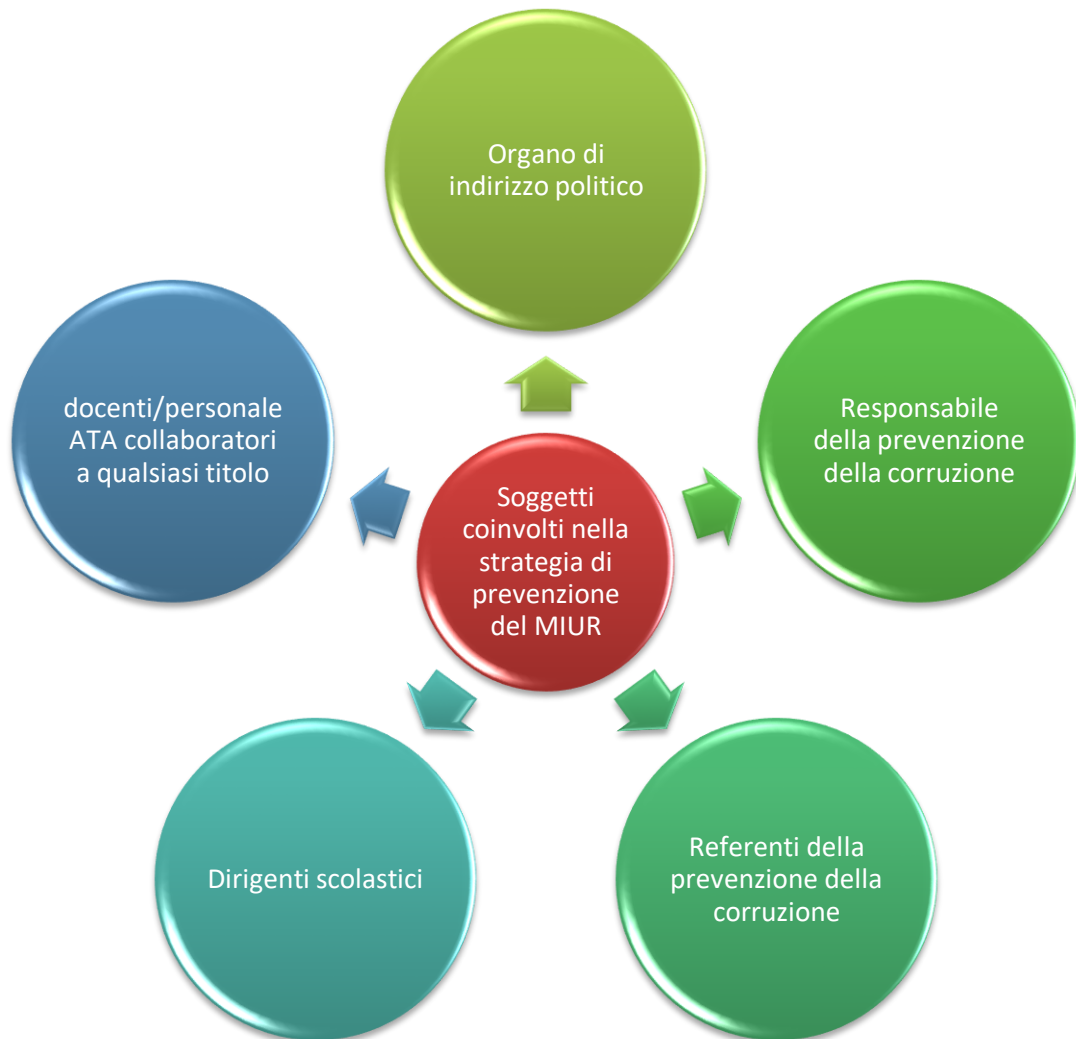 Organo di
indirizzo politico
Responsabile
della prevenzione
della corruzione
Referenti della
prevenzione della
corruzione
Dirigenti scolastici
docenti/personale
ATA collaboratori
a qualsiasi titolo
Soggetti
coinvolti nella
strategia di
prevenzione
del MIUR